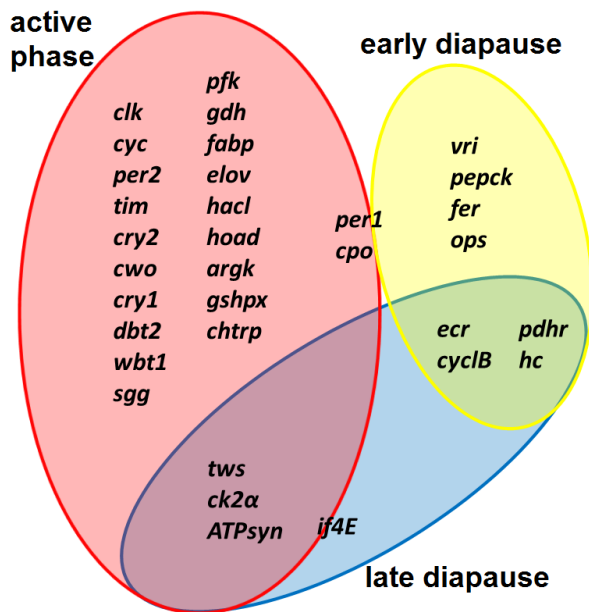 active
phase
early diapause
clk
cyc
per2
tim
cry2
cwo
cry1
dbt2
wbt1
sgg
pfk
gdh
fabp
elov
hacl
hoad
argk
gshpx
chtrp
per1
cpo
vri
pepck
fer
ops
ecr pdhr
cyclB hc
tws
ck2α
ATPsyn if4E
late diapause